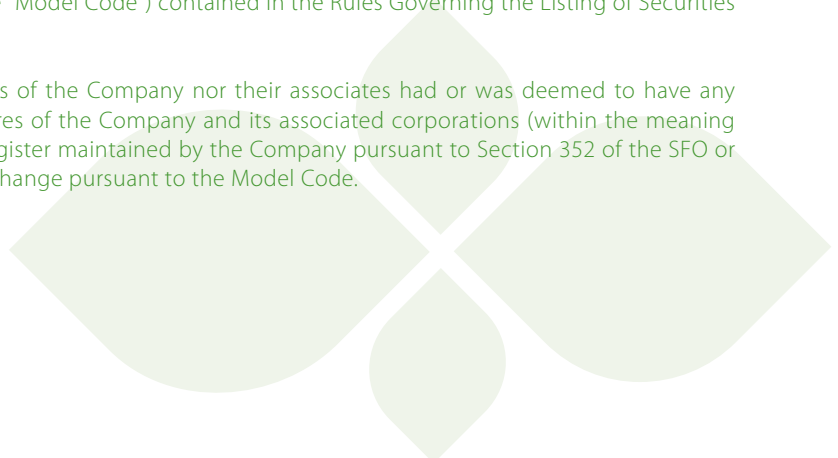 "Model Code") contained in the Rules Governing the Listing of Securities
s of the Company nor their associates had or was deemed to have any
res of the Company and its associated corporations (within the meaning
gister maintained by the Company pursuant to Section 352 of the SFO or
change pursuant to the Model Code.